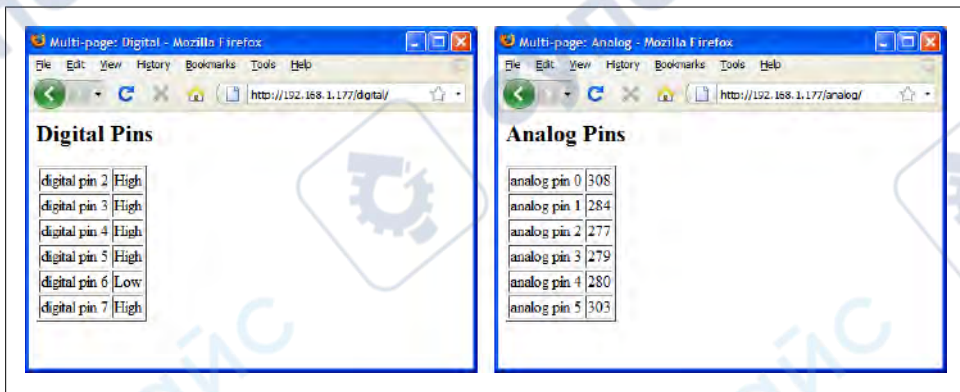 Multi-page: Digital - Mozilla Firefox
File Edit View History Bookmarks Tools Help
http://192.168.1.177/digital/
Digital Pins
digital pin 2 High
digital pin 3 High
digital pin 4 High
digital pin 5 High
digital pin 6 Low
digital pin 7 High
Multi-page: Analog - Mozilla Firefox
File Edit View History Bookmarks Tools Help
http://192.168.1.177/analog/
Analog Pins
analog pin 0 308
analog pin 1 284
analog pin 2 277
analog pin 3 279
analog pin 4 280
analog pin 5 303